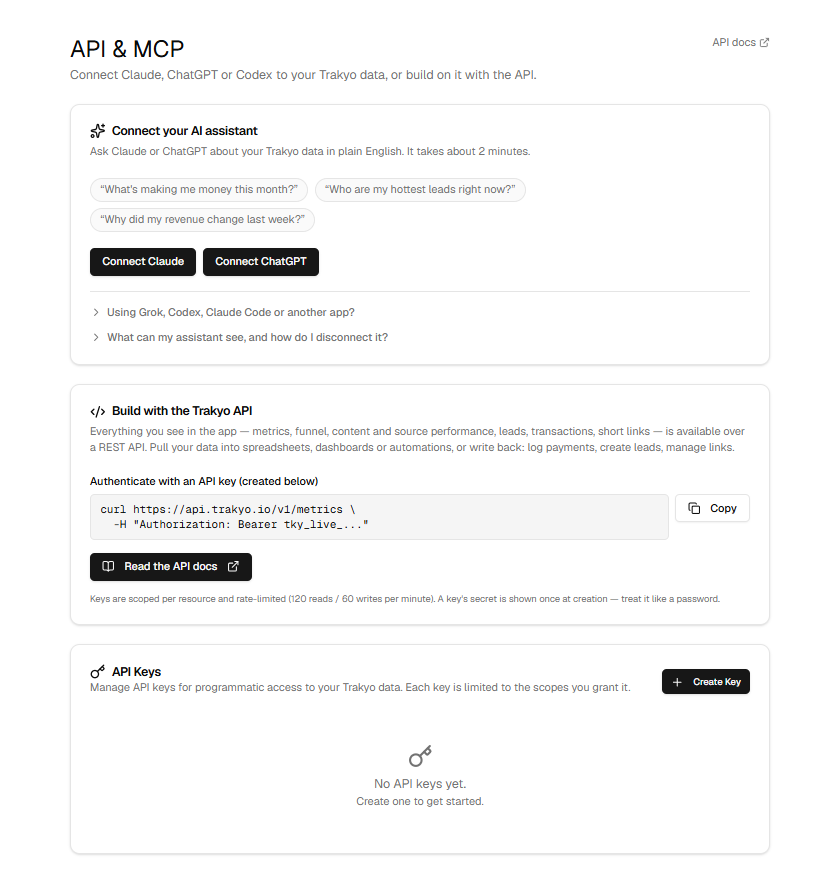 API & MCP
API docs
Connect Claude, ChatGPT or Codex to your Trakyo data, or build on it with the API.
Connect your AI assistant
Ask Claude or ChatGPT about your Trakyo data in plain English. It takes about 2 minutes.
“What's making me money this month?”
“Who are my hottest leads right now?”
“Why did my revenue change last week?”
Connect Claude
Connect ChatGPT
Using Grok, Codex, Claude Code or another app?
What can my assistant see, and how do I disconnect it?
Build with the Trakyo API
Everything you see in the app — metrics, funnel, content and source performance, leads, transactions, short links — is available over
a REST API. Pull your data into spreadsheets, dashboards or automations, or write back: log payments, create leads, manage links.
Authenticate with an API key (created below)
curl https://api.trakyo.io/v1/metrics \
-H "Authorization: Bearer tky_live_..."
Copy
Read the API docs
Keys are scoped per resource and rate-limited (120 reads / 60 writes per minute). A key's secret is shown once at creation — treat it like a password.
API Keys
Manage API keys for programmatic access to your Trakyo data. Each key is limited to the scopes you grant it.
Create Key
No API keys yet.
Create one to get started.